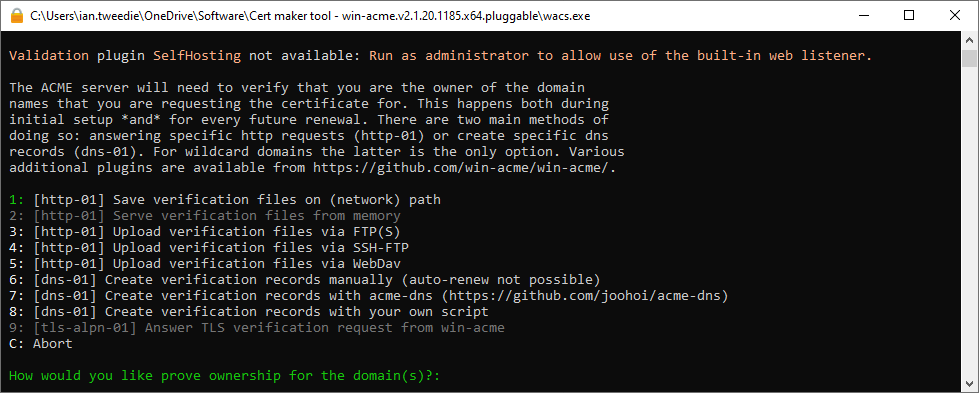 C:\Users\ian.tweedie\OneDrive\Software\Cert maker tool - win-acme.v2.1.20.1185.x64.pluggable\wacs.exe
Validation plugin SelfHosting not available: Run as administrator to allow use of the built-in web listener.
The ACME server will need to verify that you are the owner of the domain
names that you are requesting the certificate for. This happens both during
initial setup *and* for every future renewal. There are two main methods of
doing so: answering specific http requests (http-01) or create specific dns
records (dns-01). For wildcard domains the latter is the only option. Various
additional plugins are available from https://github.com/win-acme/win-acme/.
1: [http-01] Save verification files on (network) path
2: [http-01] Serve verification files from memory
3: [http-01] Upload verification files via FTP(S)
4: [http-01] Upload verification files via SSH-FTP
5: [http-01] Upload verification files via WebDav
6: [dns-01] Create verification records manually (auto-renew not possible)
7: [dns-01] Create verification records with acme-dns (https://github.com/joohoi/acme-dns)
8: [dns-01] Create verification records with your own script
9: [tls-alpn-01] Answer TLS verification request from win-acme
C: Abort
How would you like prove ownership for the domain(s)?: